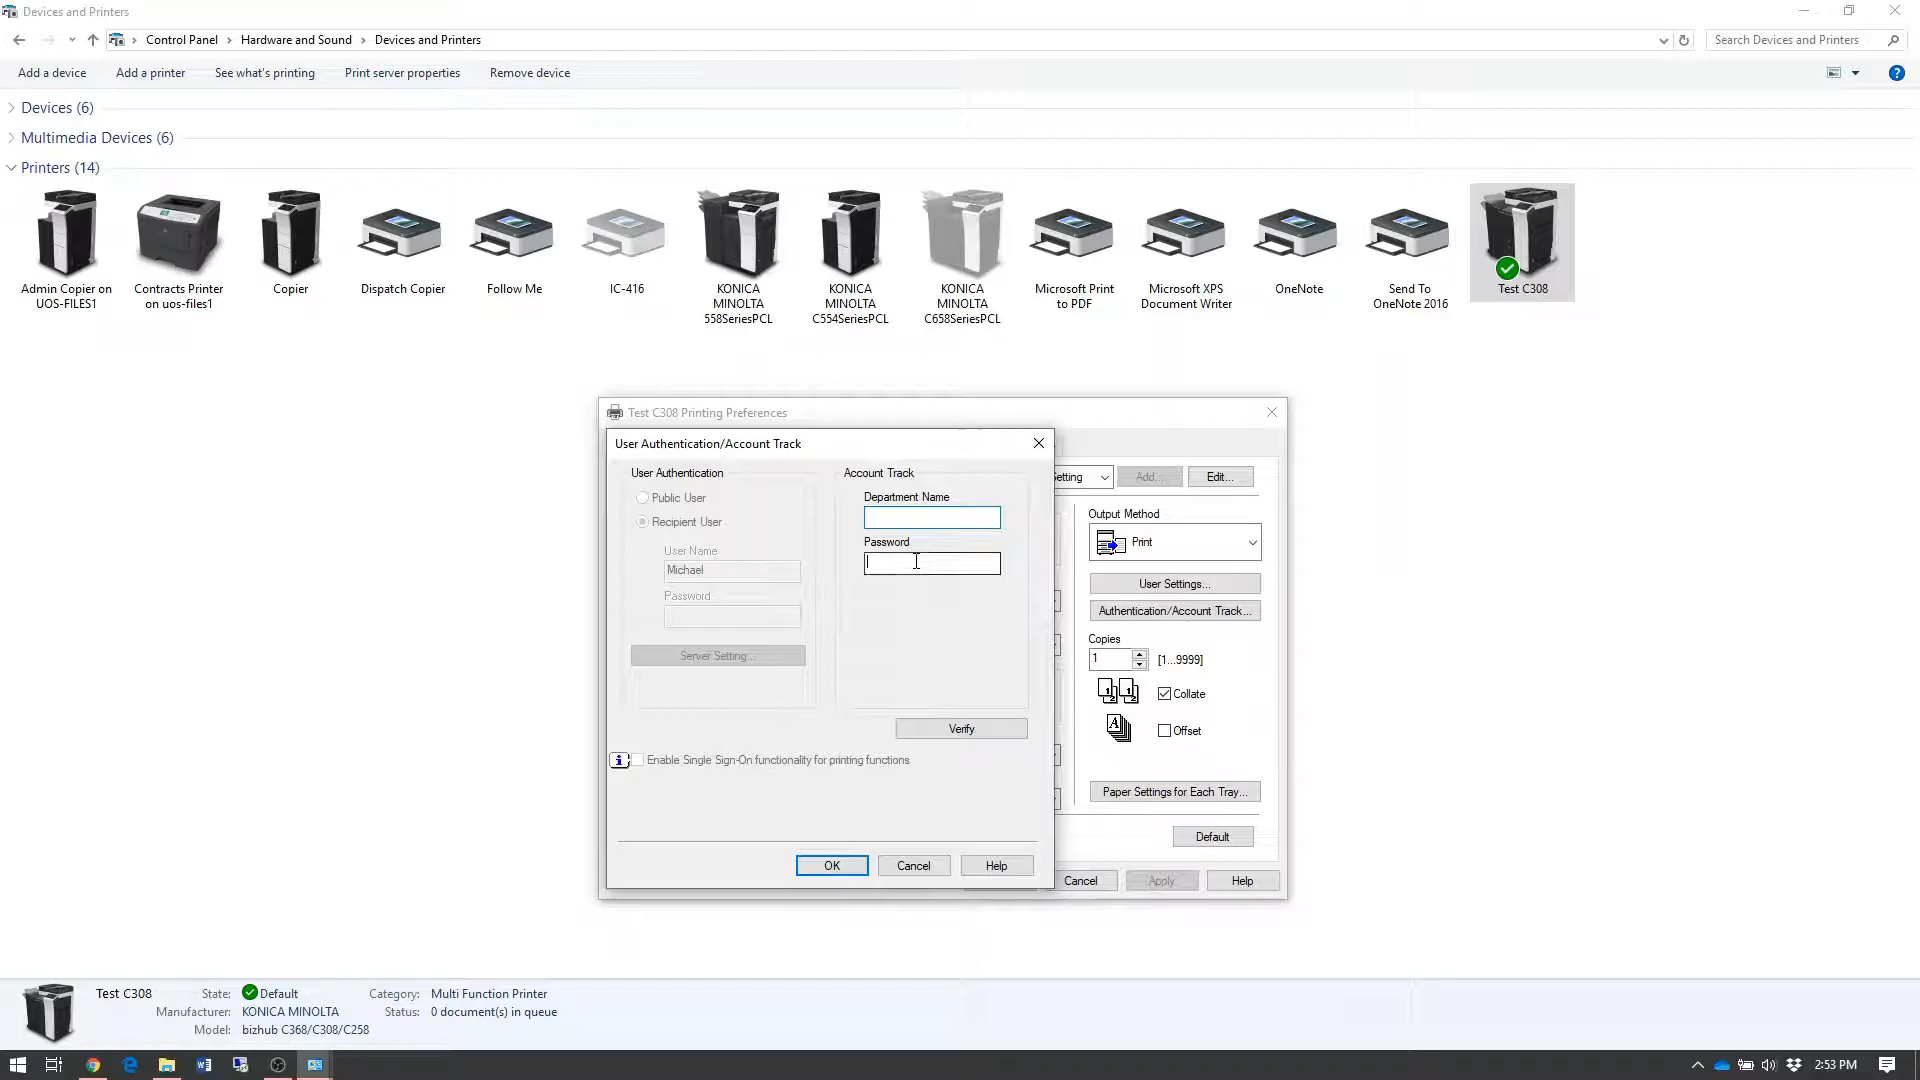 Devices and Printers
Control Panel > Hardware and Sound > Devices and Printers
Search Devices and Printers
Add a device
Add a printer
See what's printing
Print server properties
Remove device
Devices (6)
Multimedia Devices (6)
Printers (14)
Admin Copier on
UOS-FILES1
Contracts Printer
on uos-files1
Copier
Dispatch Copier
Follow Me
IC-416
KONICA
MINOLTA
558SeriesPCL
KONICA
MINOLTA
C554SeriesPCL
KONICA
MINOLTA
C658SeriesPCL
Microsoft Print
to PDF
Microsoft XPS
Document Writer
OneNote
Send To
OneNote 2016
Test C308
Test C308 Printing Preferences
User Authentication/Account Track
User Authentication
Public User
Recipient User
User Name
Michael
Password
Server Setting...
Account Track
Department Name
Password
Verify
Enable Single Sign-On functionality for printing functions
OK
Cancel
Help
Setting
Add...
Edit...
Output Method
Print
User Settings...
Authentication/Account Track...
Copies
1
[1...9999]
Collate
Offset
Paper Settings for Each Tray...
Default
Cancel
Apply
Help
Test C308
State: Default
Manufacturer: KONICA MINOLTA
Model: bizhub C368/C308/C258
Category: Multi Function Printer
Status: 0 document(s) in queue
2:53 PM